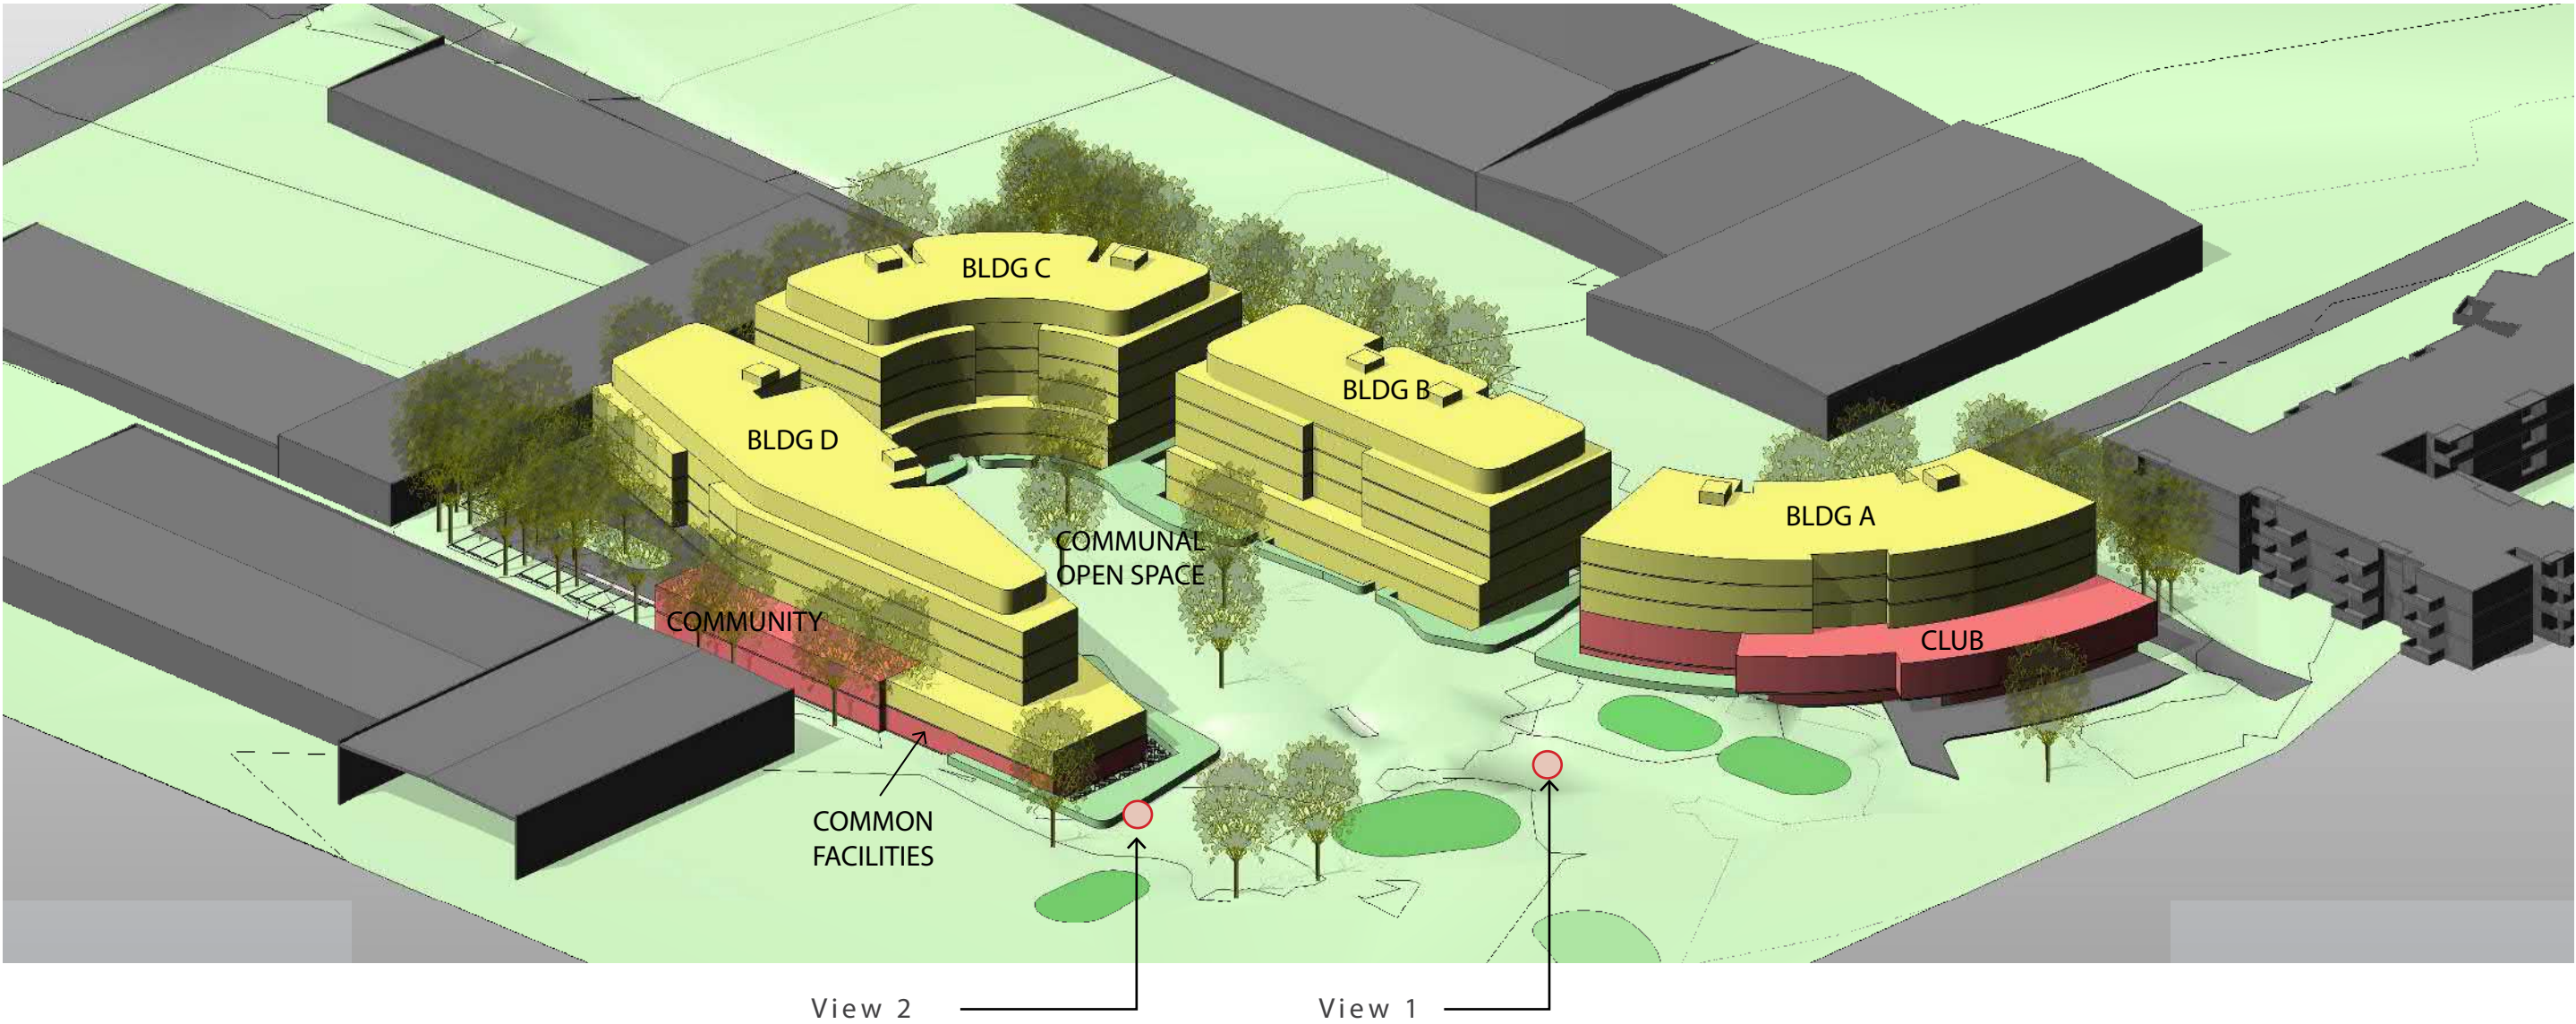 BLDG C
BLDG B
BLDG D
BLDG A
COMMUNAL
OPEN SPACE
COMMUNITY
CLUB
COMMON
FACILITIES
View 2
View 1